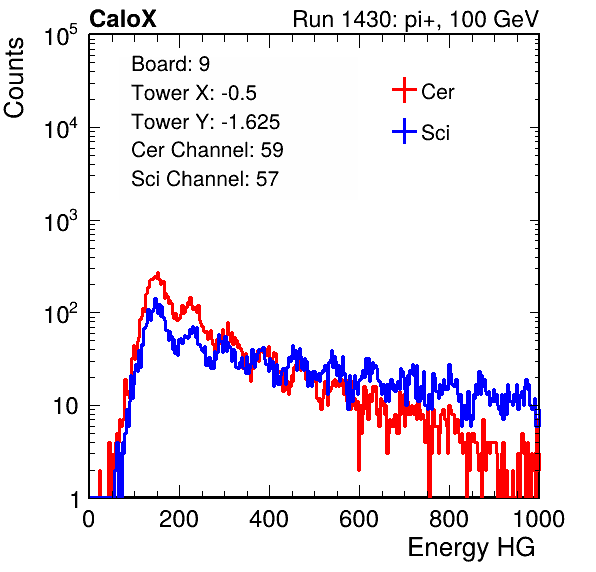 CaloX Run 1430: pi+, 100 GeV
Counts
Board: 9
Tower X: -0.5
Tower Y: -1.625
Cer Channel: 59
Sci Channel: 57
Cer
Sci
10^5
10^4
10^3
10^2
10
1
0 200 400 600 800 1000
Energy HG